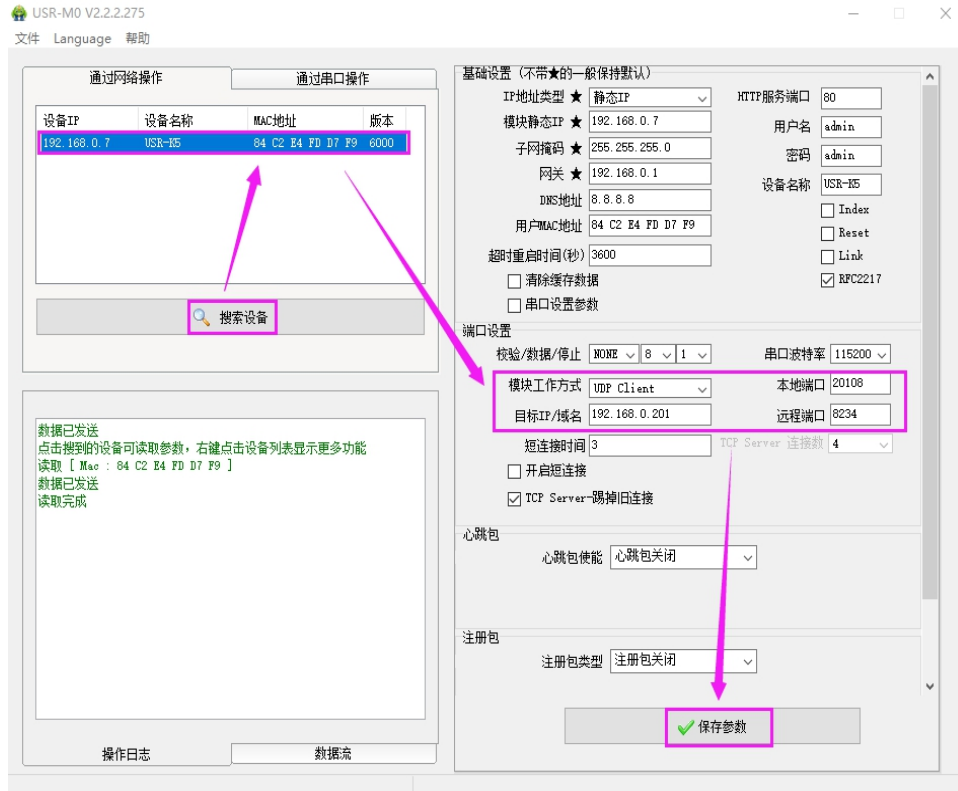 USR-M0 V2.2.2.275
文件 Language 帮助
通过网络操作 通过串口操作
设备IP 设备名称 MAC地址 版本
192.168.0.7 USR-K5 84 C2 E4 FD D7 F9 6000
搜索设备
数据已发送
点击搜到的设备可读取参数，右键点击设备列表显示更多功能
读取 [ Mac : 84 C2 E4 FD D7 F9 ]
数据已发送
读取完成
操作日志 数据流
基础设置（不带★的一般保持默认）
IP地址类型 ★ 静态IP HTTP服务端口 80
模块静态IP ★ 192.168.0.7 用户名 admin
子网掩码 ★ 255.255.255.0 密码 admin
网关 ★ 192.168.0.1 设备名称 USR-K5
DNS地址 8.8.8.8 Index
用户MAC地址 84 C2 E4 FD D7 F9 Reset
超时重启时间(秒) 3600 Link
清除缓存数据 RFC2217
串口设置参数
端口设置
校验/数据/停止 NONE 8 1 串口波特率 115200
模块工作方式 UDP Client 本地端口 20108
目标IP/域名 192.168.0.201 远程端口 8234
短连接时间 3 TCP Server 连接数 4
开启短连接
TCP Server-踢掉旧连接
心跳包
心跳包使能 心跳包关闭
注册包
注册包类型 注册包关闭
保存参数